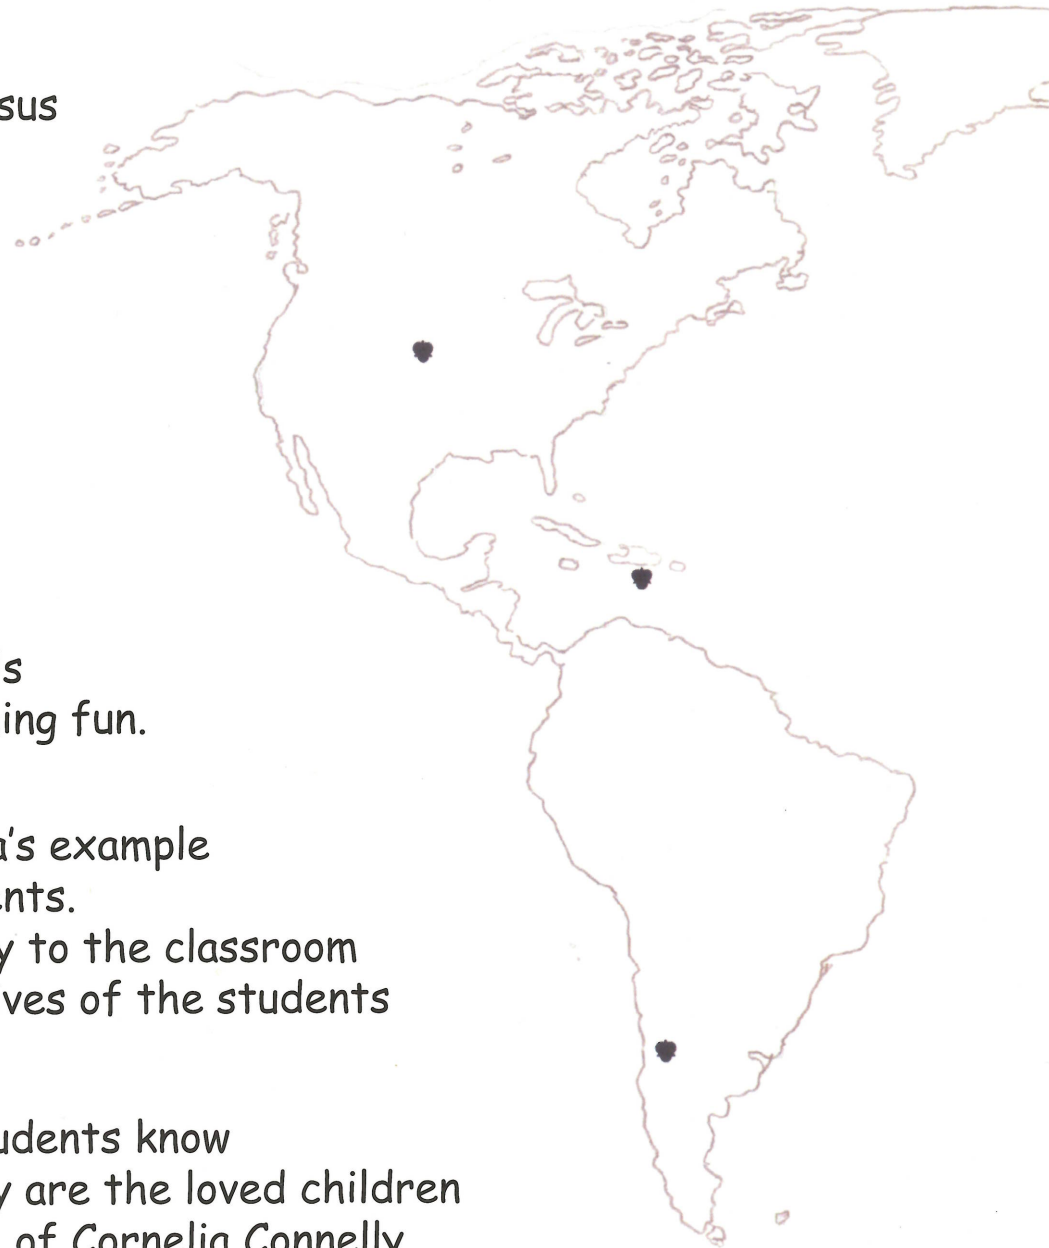 sus
s
ing fun.
a's example
nts.
y to the classroom
ves of the students
udents know
y are the loved children
of Cornelia Connelly